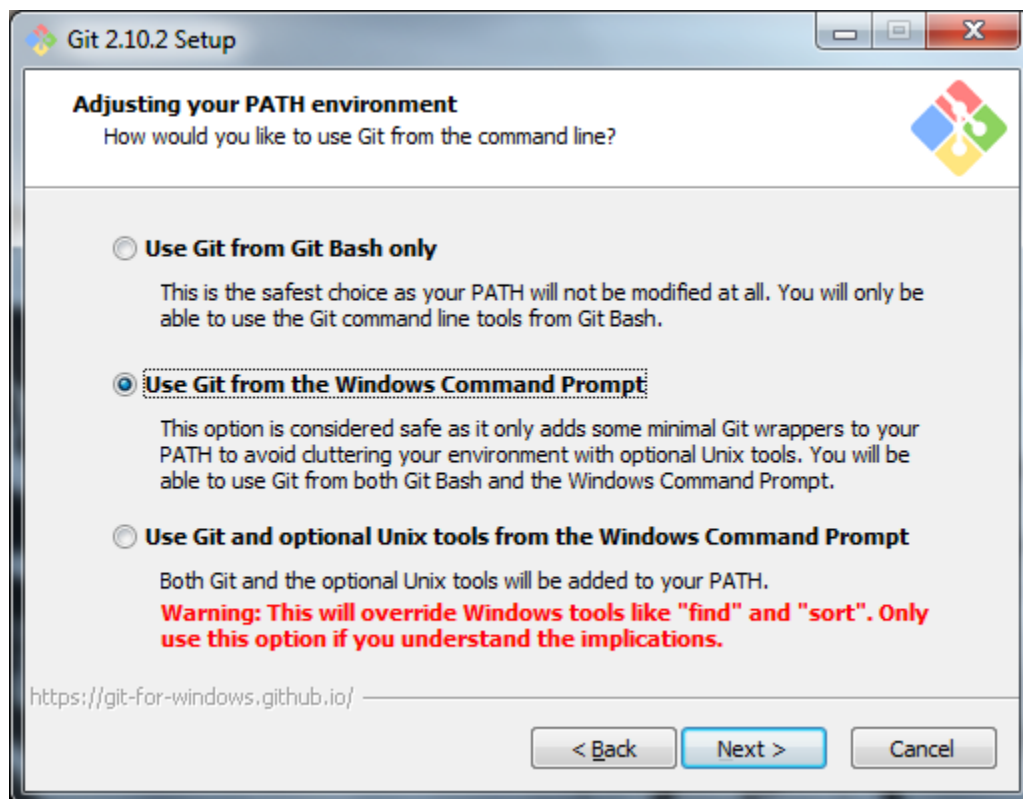 Git 2.10.2 Setup
Adjusting your PATH environment
How would you like to use Git from the command line?
Use Git from Git Bash only
This is the safest choice as your PATH will not be modified at all. You will only be
able to use the Git command line tools from Git Bash.
Use Git from the Windows Command Prompt
This option is considered safe as it only adds some minimal Git wrappers to your
PATH to avoid cluttering your environment with optional Unix tools. You will be
able to use Git from both Git Bash and the Windows Command Prompt.
Use Git and optional Unix tools from the Windows Command Prompt
Both Git and the optional Unix tools will be added to your PATH.
Warning: This will override Windows tools like "find" and "sort". Only
use this option if you understand the implications.
https://git-for-windows.github.io/
< Back Next > Cancel